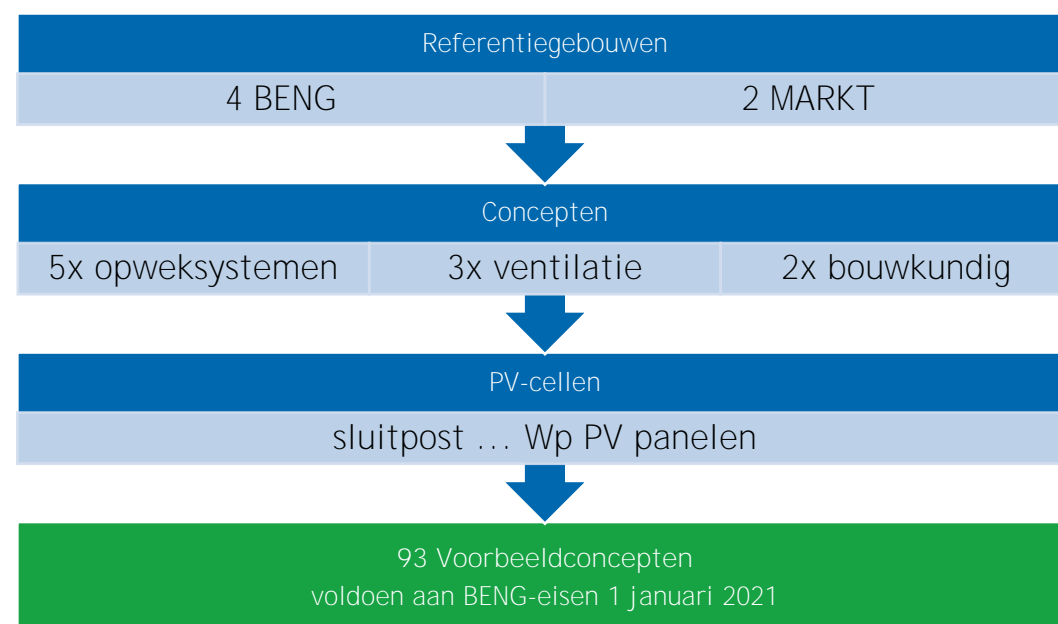 Referentiegebouwen
4 BENG
2 MARKT
Concepten
5x opweksystemen
3x ventilatie
2x bouwkundig
PV-cellen
sluitpost ... Wp PV panelen
93 Voorbeeldconcepten
voldoen aan BENG-eisen 1 januari 2021